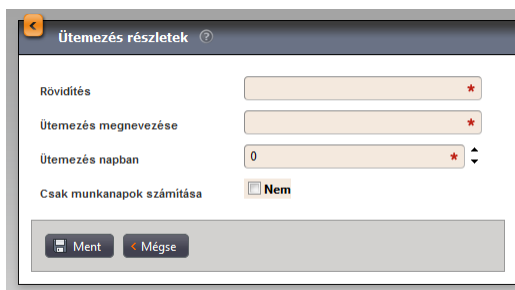 Ütemezés részletek ?
Rövidítés *
Ütemezés megnevezése *
Ütemezés napban 0 *
Csak munkanapok számítása Nem
Ment < Mégse